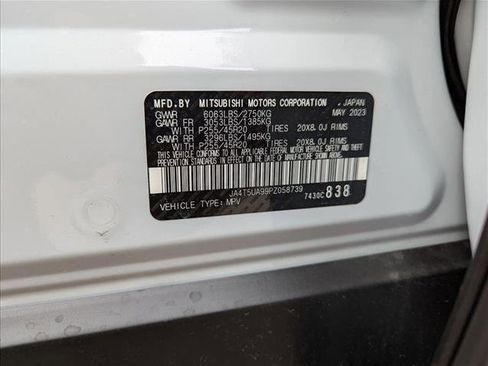 MFD.BY MITSUBISHI MOTORS CORPORATION, JAPAN
GVWR 6063LBS/2750KG MAY 2023
GAWR FR 3053LBS/1385KG
WITH P255/45R20 TIRES 20X8.0J RIMS
GAWR RR 3296LBS/1495KG
WITH P255/45R20 TIRES 20X8.0J RIMS
THIS VEHICLE CONFORMS TO ALL APPLICABLE
FEDERAL MOTOR VEHICLE SAFETY AND THEFT
PREVENTION STANDARDS IN EFFECT ON THE
DATE OF MANUFACTURE SHOWN ABOVE.
JA4T5UA99PZ058739
VEHICLE TYPE: MPV 7430C 838